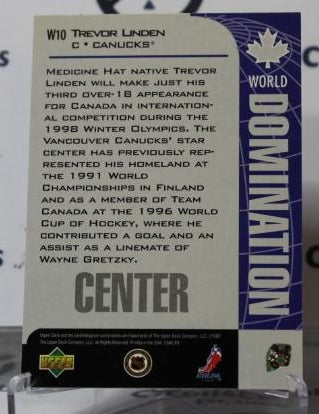 W10 TREVOR LINDEN
C • CANUCKS®
MEDICINE HAT NATIVE TREVOR
LINDEN WILL MAKE JUST HIS
THIRD OVER-18 APPEARANCE
FOR CANADA IN INTERNATION-
AL COMPETITION DURING THE
1998 WINTER OLYMPICS. THE
VANCOUVER CANUCKS' STAR
CENTER HAS PREVIOUSLY REP-
RESENTED HIS HOMELAND AT
THE 1991 WORLD
CHAMPIONSHIPS IN FINLAND
AND AS A MEMBER OF TEAM
CANADA AT THE 1996 WORLD
CUP OF HOCKEY, WHERE HE
CONTRIBUTED A GOAL AND AN
ASSIST AS A LINEMATE OF
WAYNE GRETZKY.
CENTER
WORLD
DOMINATION
UPPER
DECK
NHLPA